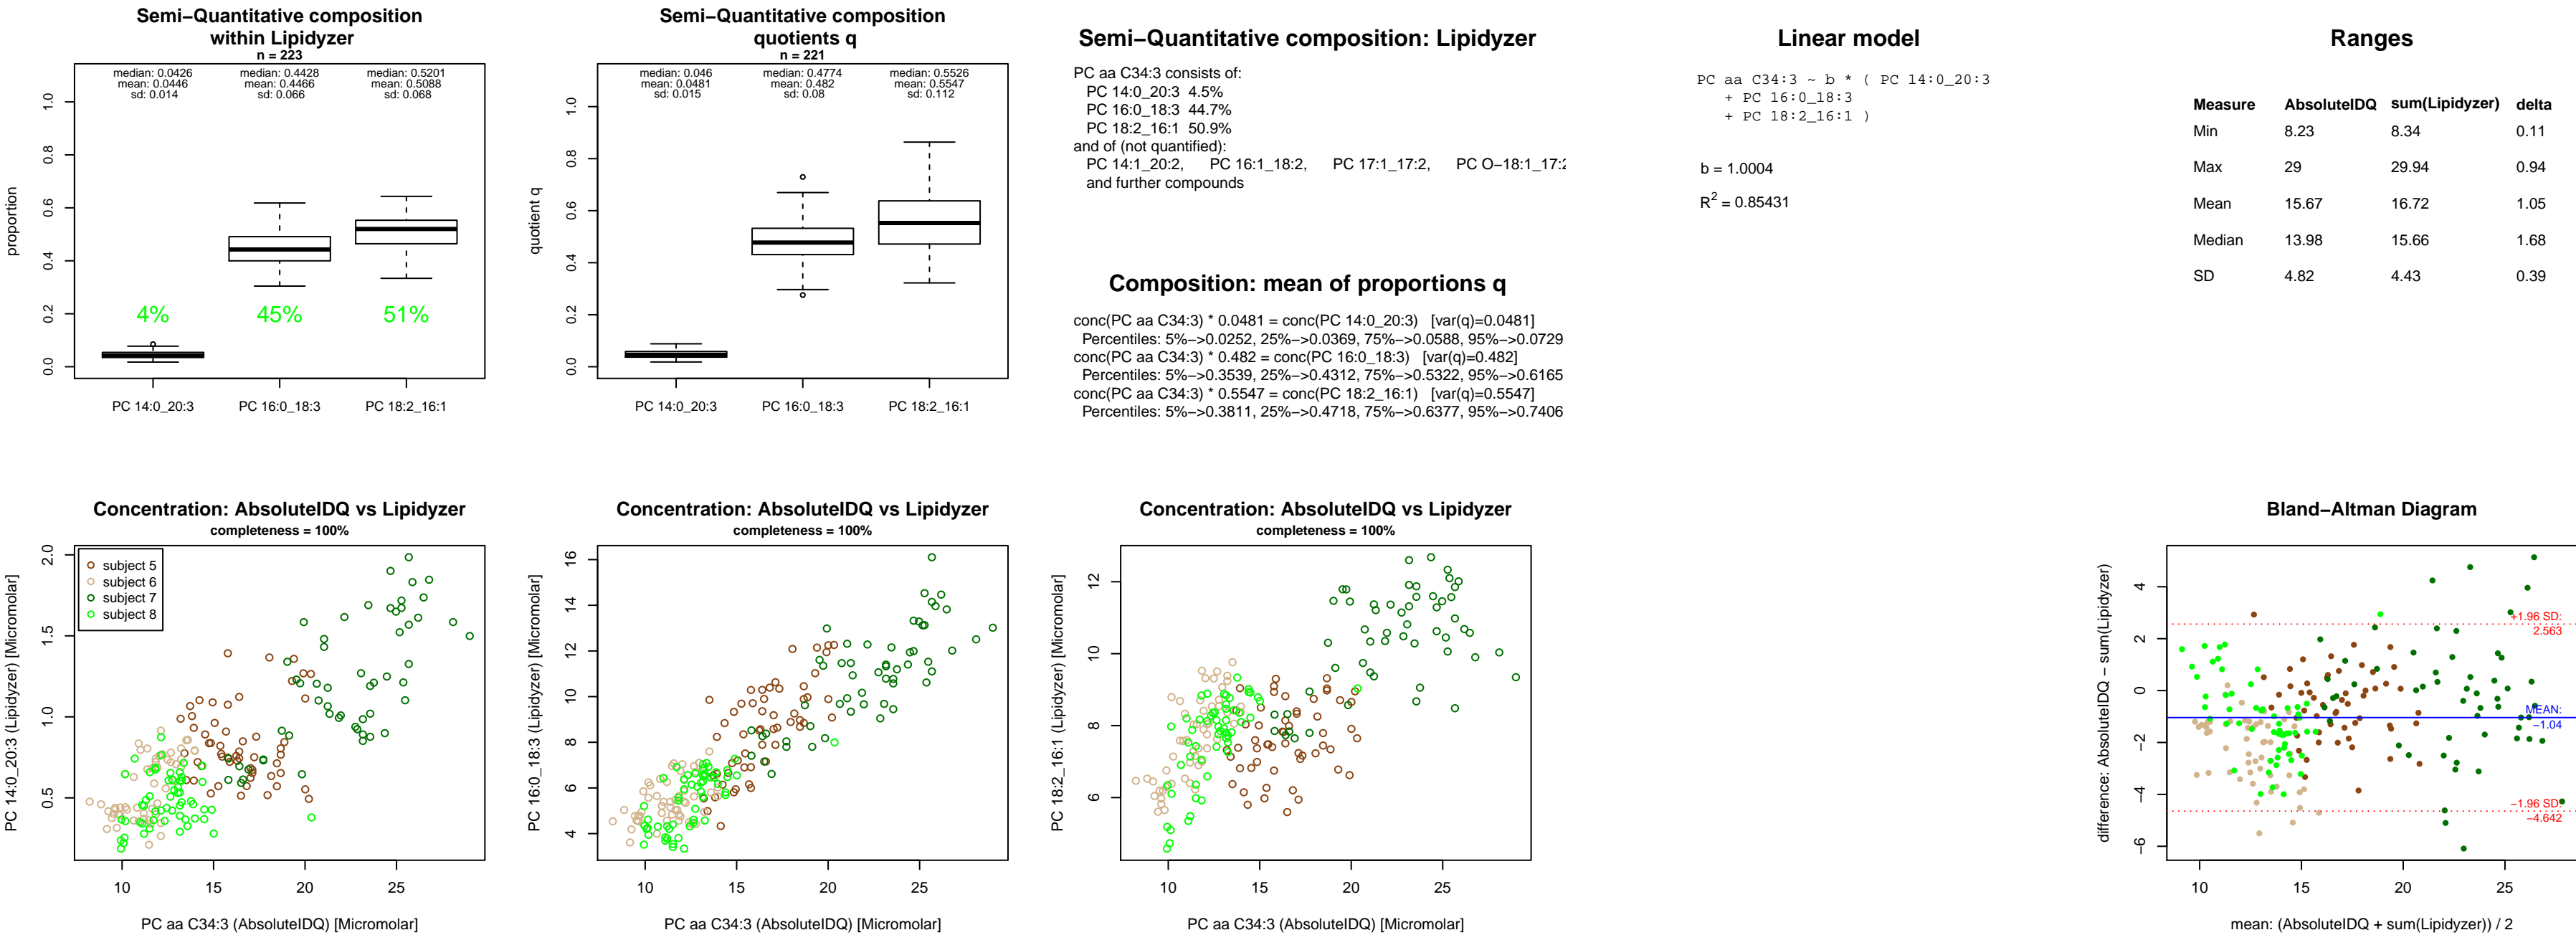 Semi−Quantitative composition
within Lipidyzer
n = 223
median: 0.0426
mean: 0.0446
sd: 0.014
median: 0.4428
mean: 0.4466
sd: 0.066
median: 0.5201
mean: 0.5088
sd: 0.068
proportion
1.0
0.8
0.6
0.4
0.2
0.0
4%
45%
51%
PC 14:0_20:3
PC 16:0_18:3
PC 18:2_16:1
Semi−Quantitative composition
quotients q
n = 221
median: 0.046
mean: 0.0481
sd: 0.015
median: 0.4774
mean: 0.482
sd: 0.08
median: 0.5526
mean: 0.5547
sd: 0.112
quotient q
1.0
0.8
0.6
0.4
0.2
0.0
PC 14:0_20:3
PC 16:0_18:3
PC 18:2_16:1
Semi−Quantitative composition: Lipidyzer
PC aa C34:3 consists of:
PC 14:0_20:3 4.5%
PC 16:0_18:3 44.7%
PC 18:2_16:1 50.9%
and of (not quantified):
PC 14:1_20:2, PC 16:1_18:2, PC 17:1_17:2, PC O−18:1_17:2
and further compounds
Composition: mean of proportions q
conc(PC aa C34:3) * 0.0481 = conc(PC 14:0_20:3) [var(q)=0.0481]
Percentiles: 5%−>0.0252, 25%−>0.0369, 75%−>0.0588, 95%−>0.0729
conc(PC aa C34:3) * 0.482 = conc(PC 16:0_18:3) [var(q)=0.482]
Percentiles: 5%−>0.3539, 25%−>0.4312, 75%−>0.5322, 95%−>0.6165
conc(PC aa C34:3) * 0.5547 = conc(PC 18:2_16:1) [var(q)=0.5547]
Percentiles: 5%−>0.3811, 25%−>0.4718, 75%−>0.6377, 95%−>0.7406
Linear model
PC aa C34:3 ~ b * ( PC 14:0_20:3
+ PC 16:0_18:3
+ PC 18:2_16:1 )
b = 1.0004
R2 = 0.85431
Ranges
Measure AbsoluteIDQ sum(Lipidyzer) delta
Min 8.23 8.34 0.11
Max 29 29.94 0.94
Mean 15.67 16.72 1.05
Median 13.98 15.66 1.68
SD 4.82 4.43 0.39
Concentration: AbsoluteIDQ vs Lipidyzer
completeness = 100%
PC 14:0_20:3 (Lipidyzer) [Micromolar]
2.0
1.5
1.0
0.5
subject 5
subject 6
subject 7
subject 8
10 15 20 25
PC aa C34:3 (AbsoluteIDQ) [Micromolar]
Concentration: AbsoluteIDQ vs Lipidyzer
completeness = 100%
PC 16:0_18:3 (Lipidyzer) [Micromolar]
16
14
12
10
8
6
4
10 15 20 25
PC aa C34:3 (AbsoluteIDQ) [Micromolar]
Concentration: AbsoluteIDQ vs Lipidyzer
completeness = 100%
PC 18:2_16:1 (Lipidyzer) [Micromolar]
12
10
8
6
10 15 20 25
PC aa C34:3 (AbsoluteIDQ) [Micromolar]
Bland−Altman Diagram
difference: AbsoluteIDQ − sum(Lipidyzer)
4
2
0
−2
−4
−6
+1.96 SD:
2.563
MEAN:
−1.04
−1.96 SD:
−4.642
10 15 20 25
mean: (AbsoluteIDQ + sum(Lipidyzer)) / 2